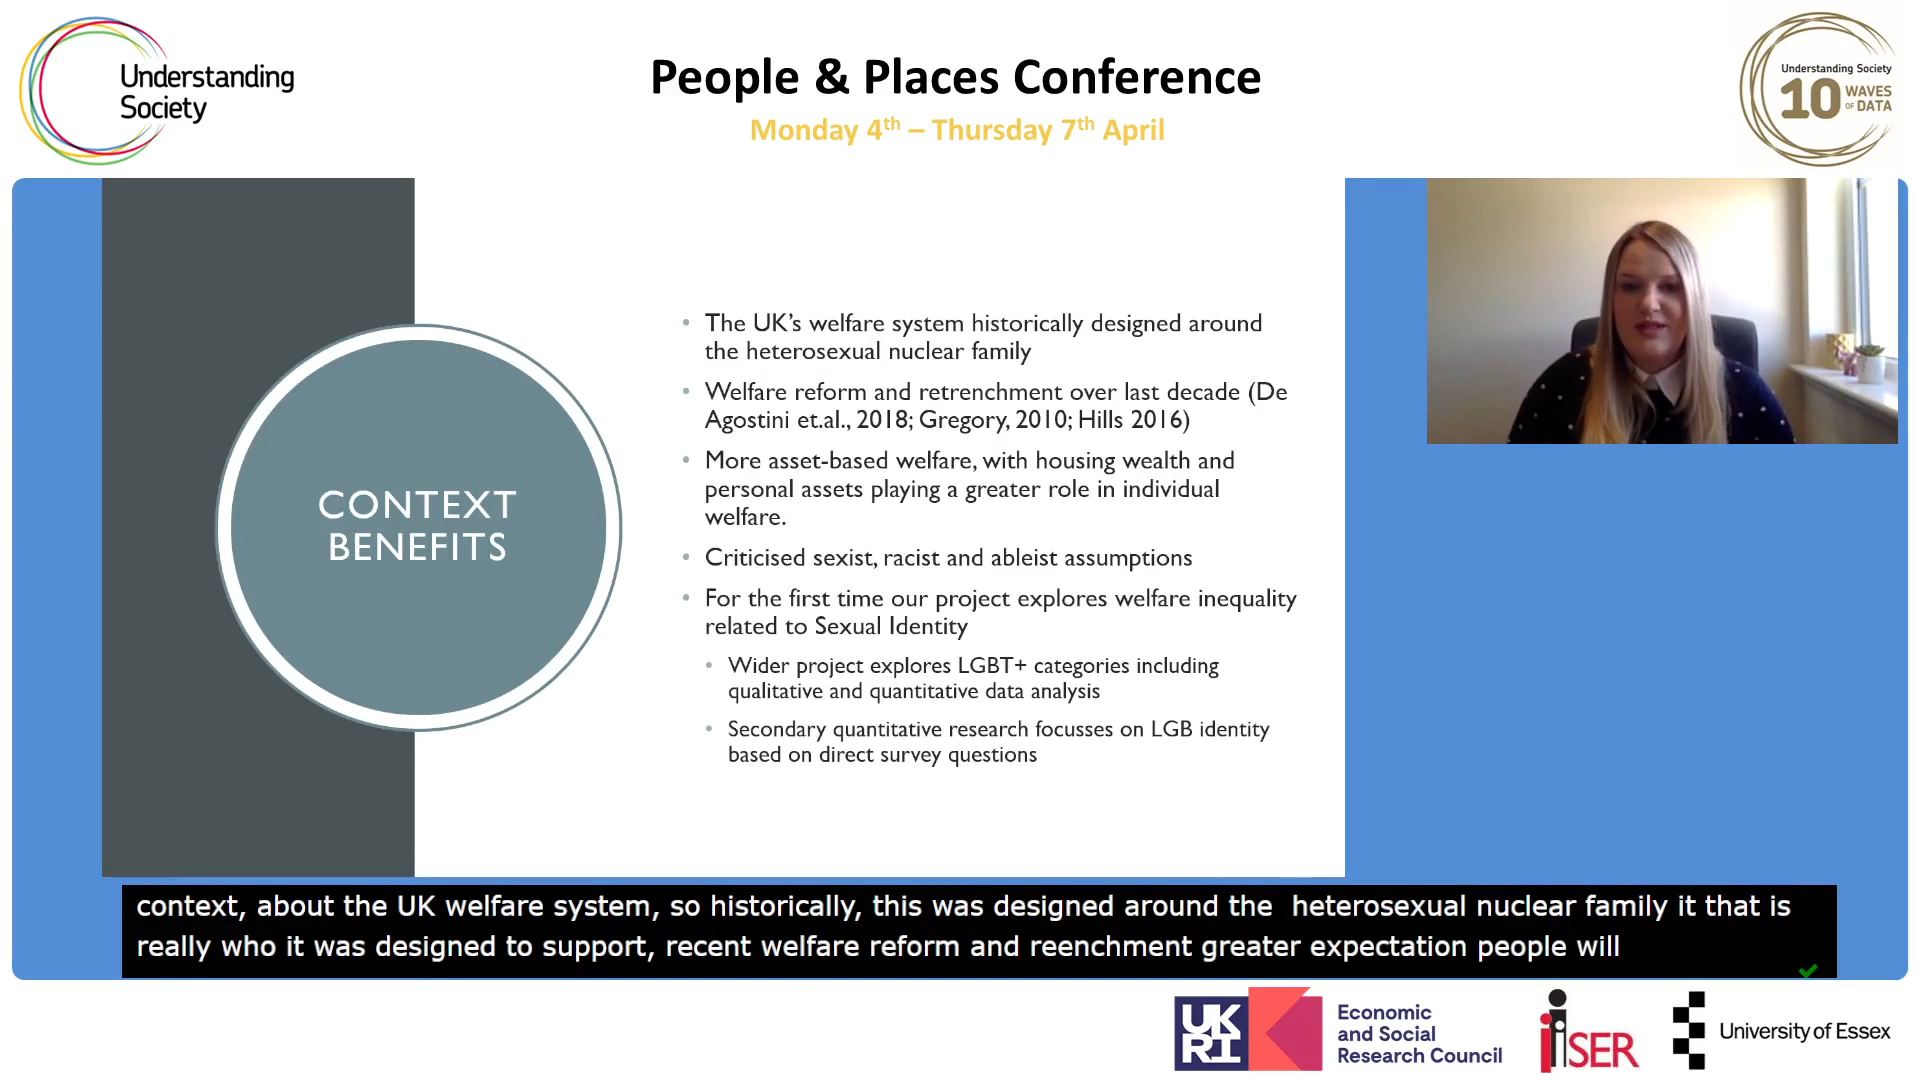 Understanding
Society
People & Places Conference
Monday 4th – Thursday 7th April
Understanding Society
10 WAVES
OF DATA
CONTEXT
BENEFITS
• The UK's welfare system historically designed around
the heterosexual nuclear family
• Welfare reform and retrenchment over last decade (De
Agostini et.al., 2018; Gregory, 2010; Hills 2016)
• More asset-based welfare, with housing wealth and
personal assets playing a greater role in individual
welfare.
• Criticised sexist, racist and ableist assumptions
• For the first time our project explores welfare inequality
related to Sexual Identity
• Wider project explores LGBT+ categories including
qualitative and quantitative data analysis
• Secondary quantitative research focusses on LGB identity
based on direct survey questions
context, about the UK welfare system, so historically, this was designed around the heterosexual nuclear family it that is
really who it was designed to support, recent welfare reform and reenchment greater expectation people will
UK
RI
Economic
and Social
Research Council
iSER
University of Essex